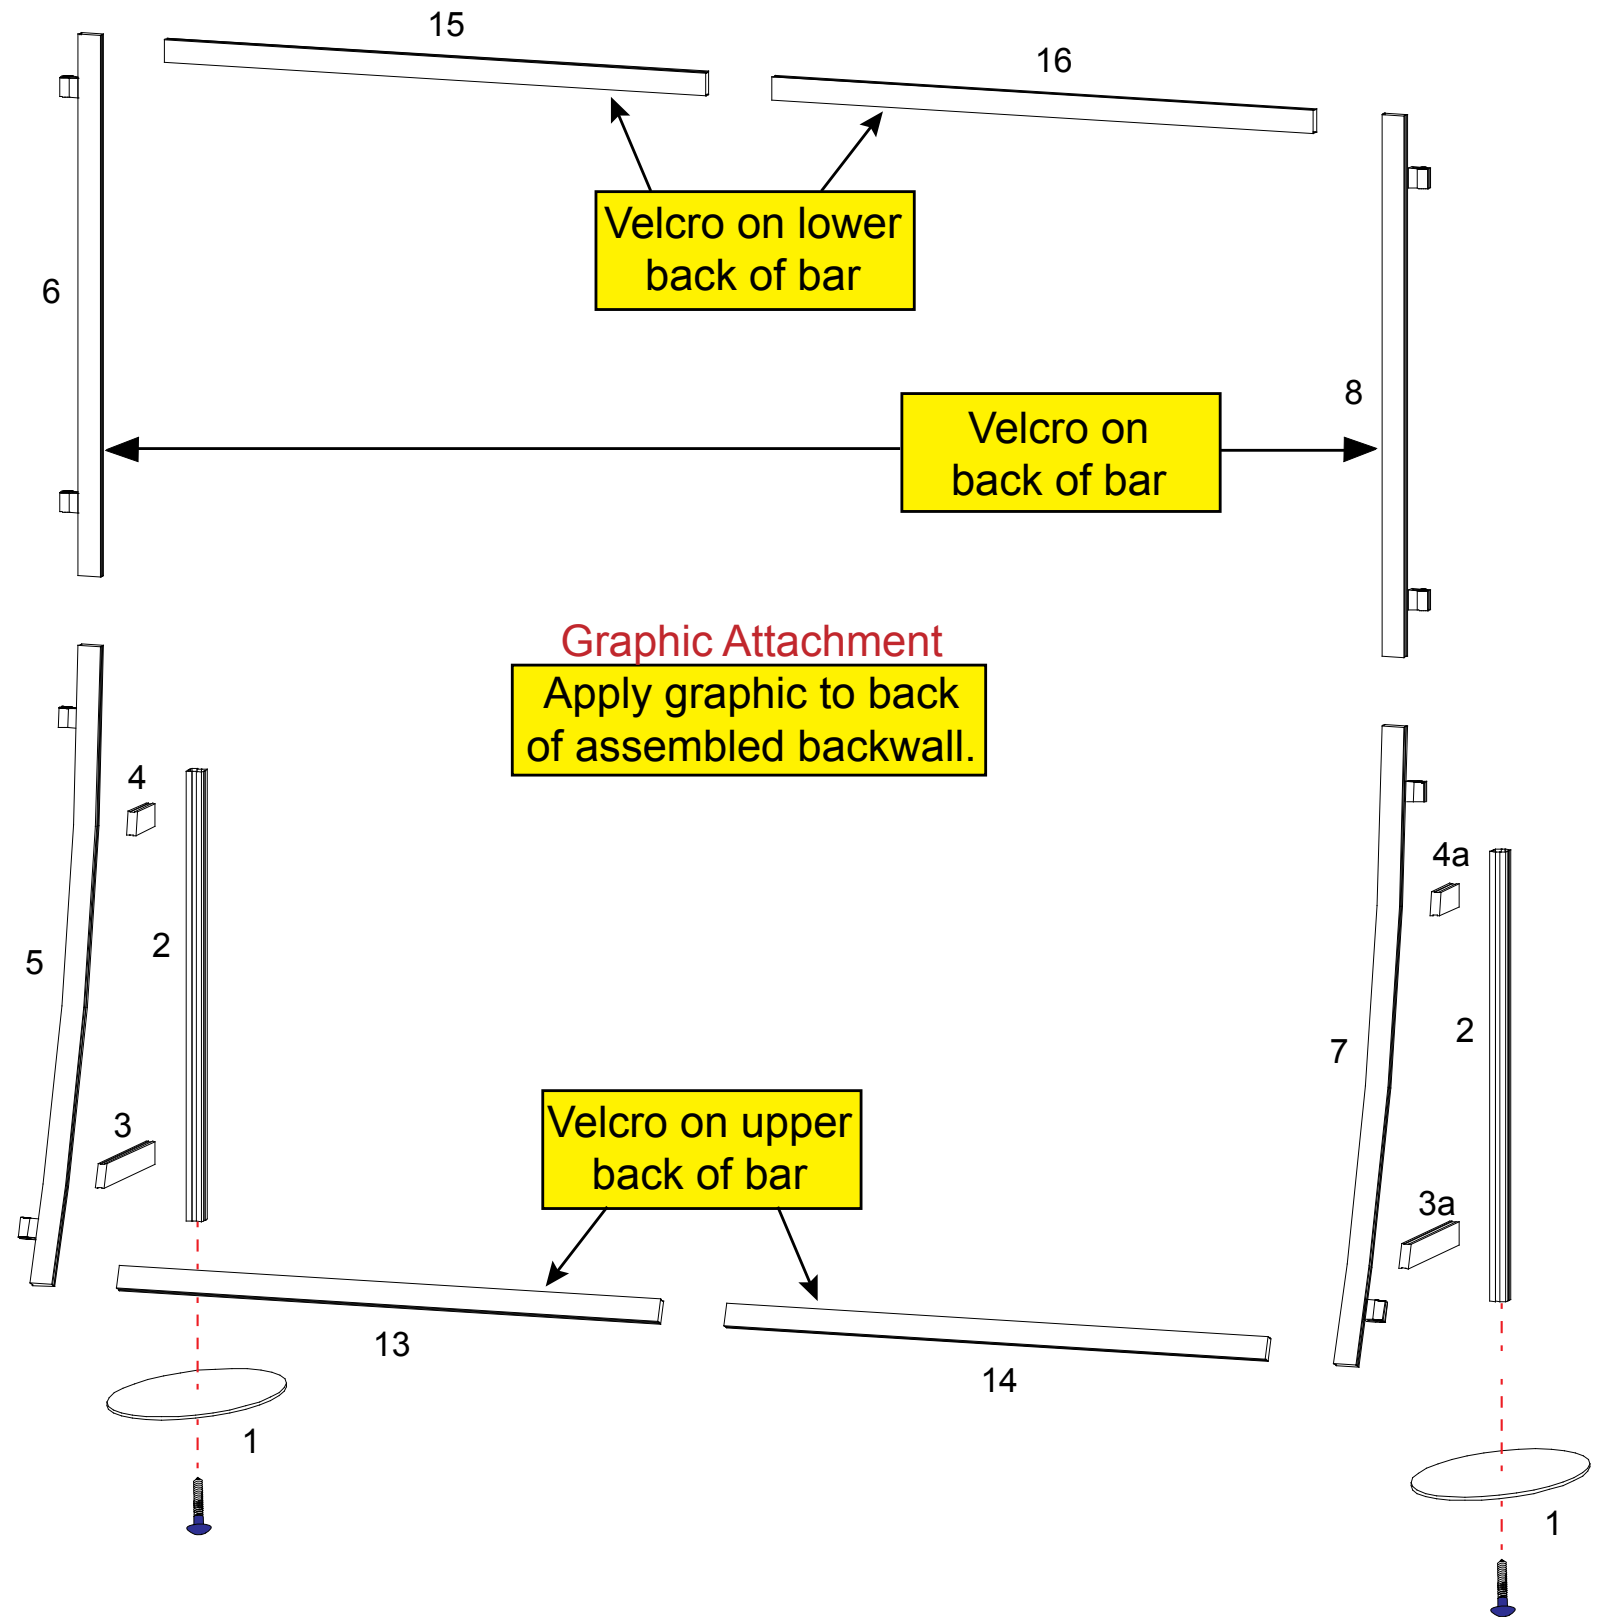 15
16
Velcro on lower
back of bar
6
8
Velcro on
back of bar
Graphic Attachment
Apply graphic to back
of assembled backwall.
4
4a
5
2
2
7
3
Velcro on upper
back of bar
3a
13
14
1
1